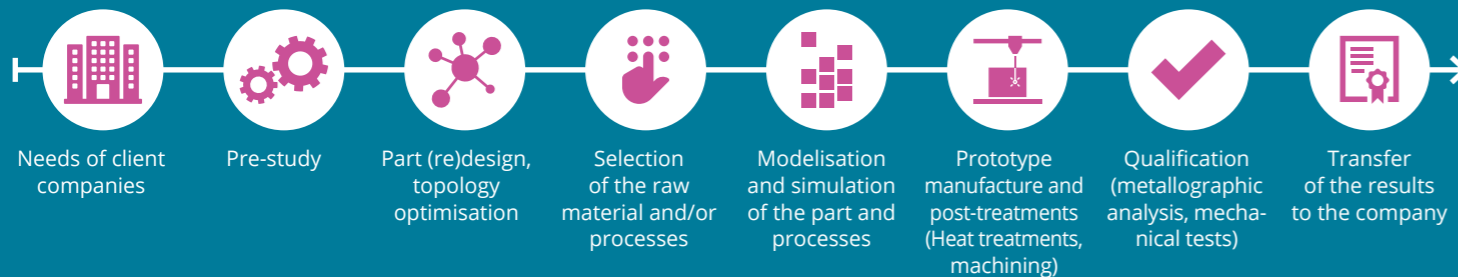 Needs of client
companies
Pre-study
Part (re)design,
topology
optimisation
Selection
of the raw
material and/or
processes
Modelisation
and simulation
of the part and
processes
Prototype
manufacture and
post-treatments
(Heat treatments,
machining)
Qualification
(metallographic
analysis, mecha-
nical tests)
Transfer
of the results
to the company